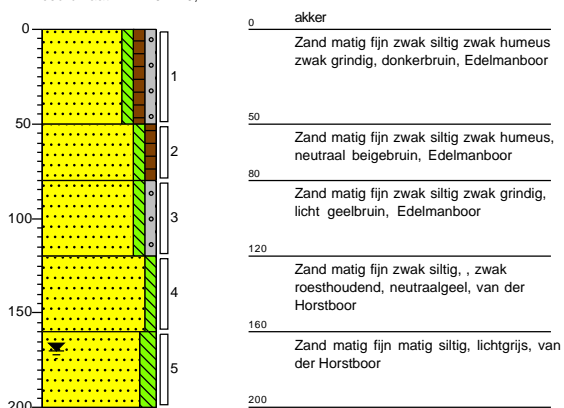 0
50
100
150
200
1
2
3
4
5
0
akker
Zand matig fijn zwak siltig zwak humeus
zwak grindig, donkerbruin, Edelmanboor
50
Zand matig fijn zwak siltig zwak humeus,
neutraal beigebruin, Edelmanboor
80
Zand matig fijn zwak siltig zwak grindig,
licht geelbruin, Edelmanboor
120
Zand matig fijn zwak siltig, , zwak
roesthoudend, neutraalgeel, van der
Horstboor
160
Zand matig fijn matig siltig, lichtgrijs, van
der Horstboor
200